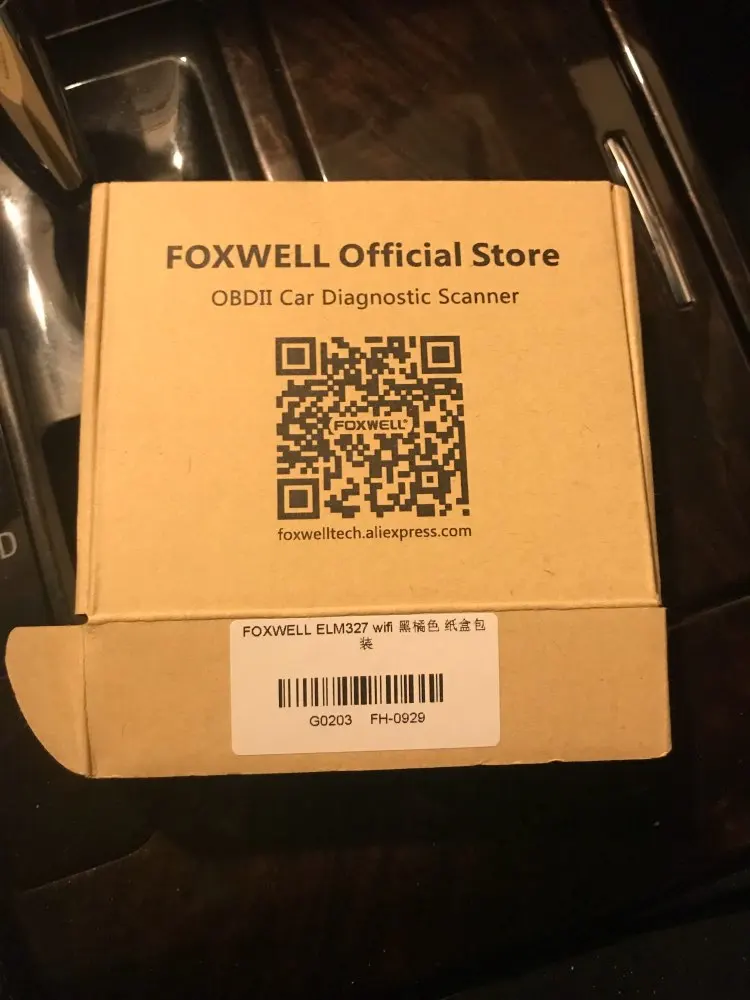 FOXWELL Official Store
OBDII Car Diagnostic Scanner
FOXWELL®
foxwelltech.aliexpress.com
D
FOXWELL ELM327 wifi 黑橘色 纸盒包
装
G0203 FH-0929